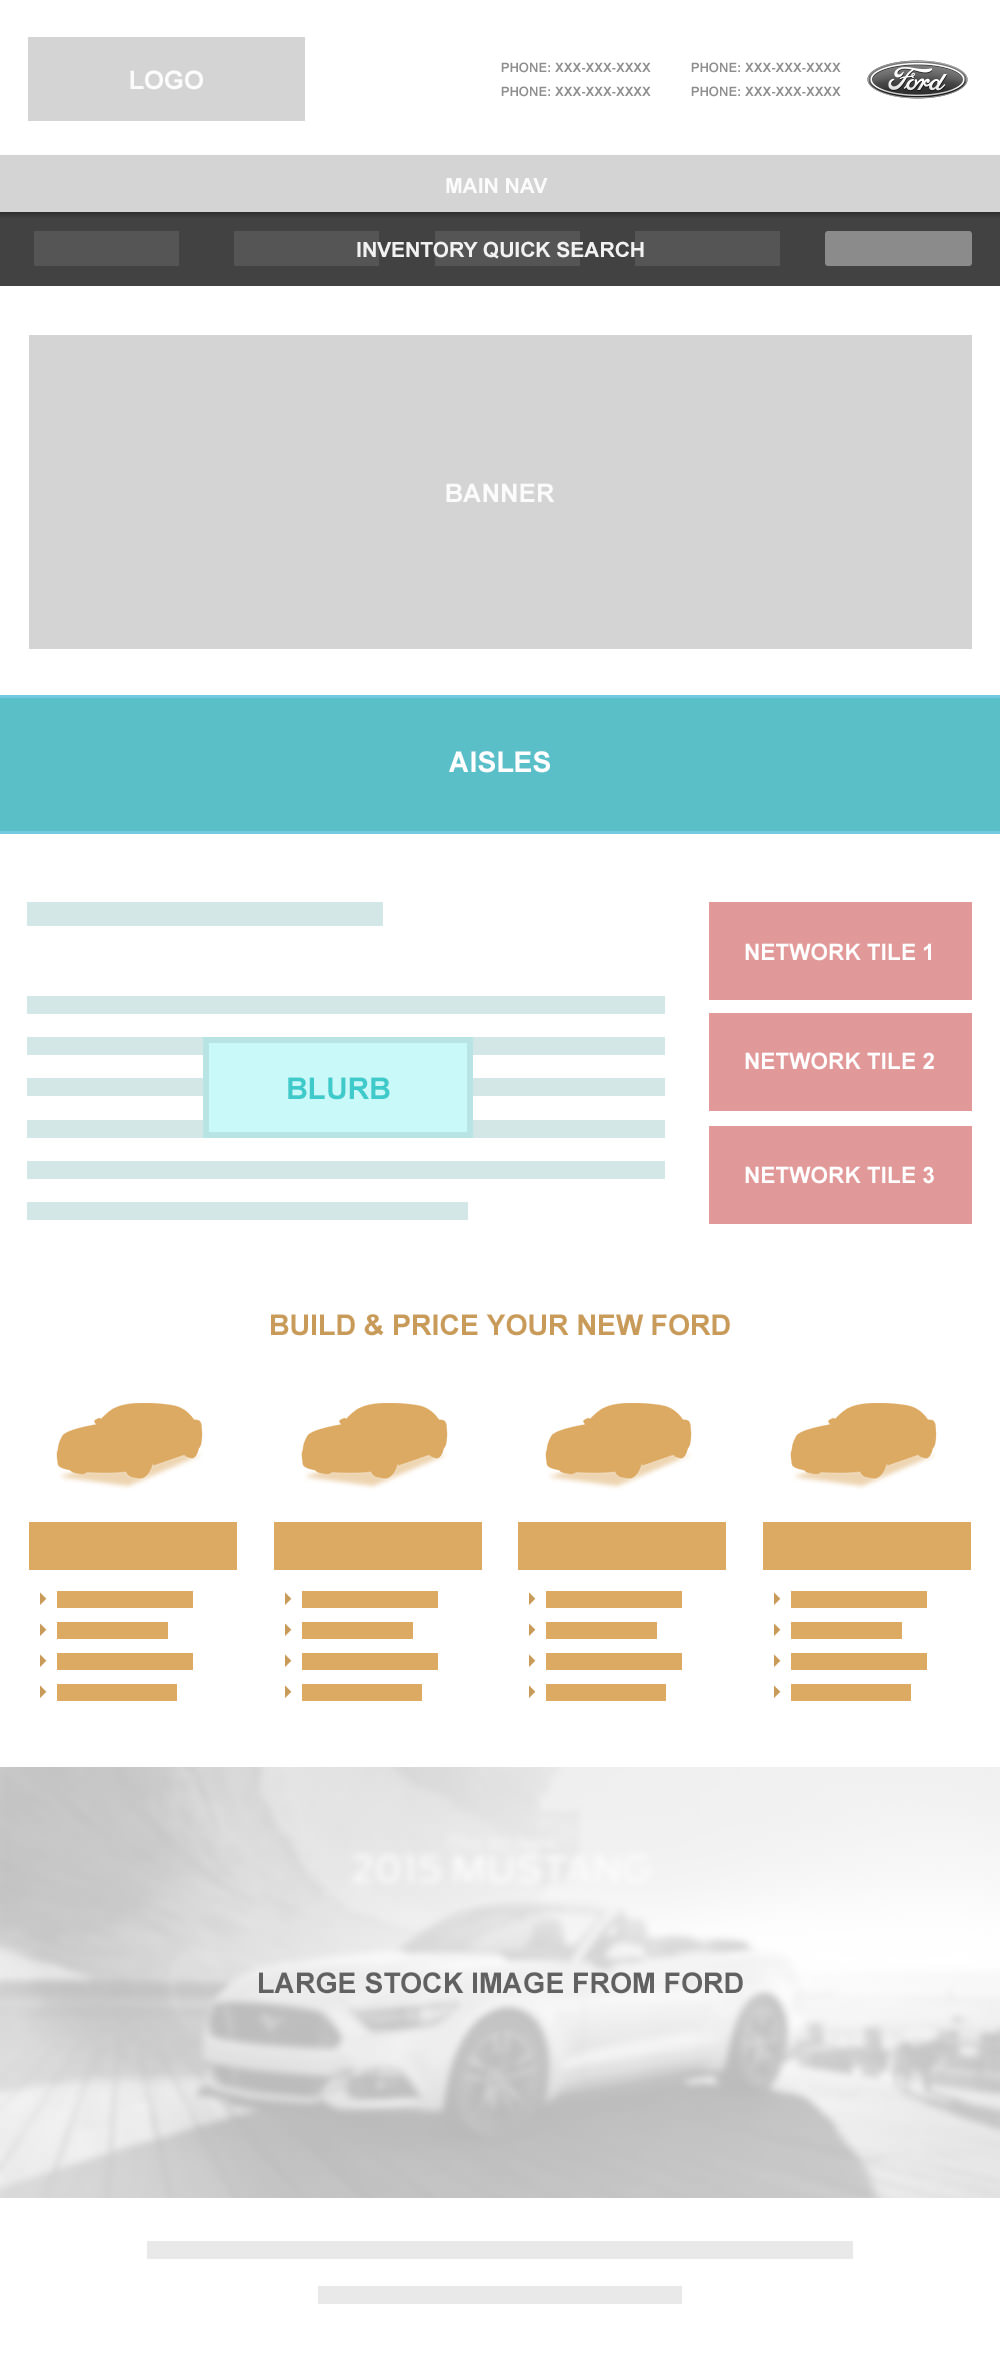 LOGO
PHONE: XXX-XXX-XXXX PHONE: XXX-XXX-XXXX
PHONE: XXX-XXX-XXXX PHONE: XXX-XXX-XXXX
Ford
MAIN NAV
INVENTORY QUICK SEARCH
BANNER
AISLES
NETWORK TILE 1
NETWORK TILE 2
BLURB
NETWORK TILE 3
BUILD & PRICE YOUR NEW FORD
2015 MUSTANG
LARGE STOCK IMAGE FROM FORD